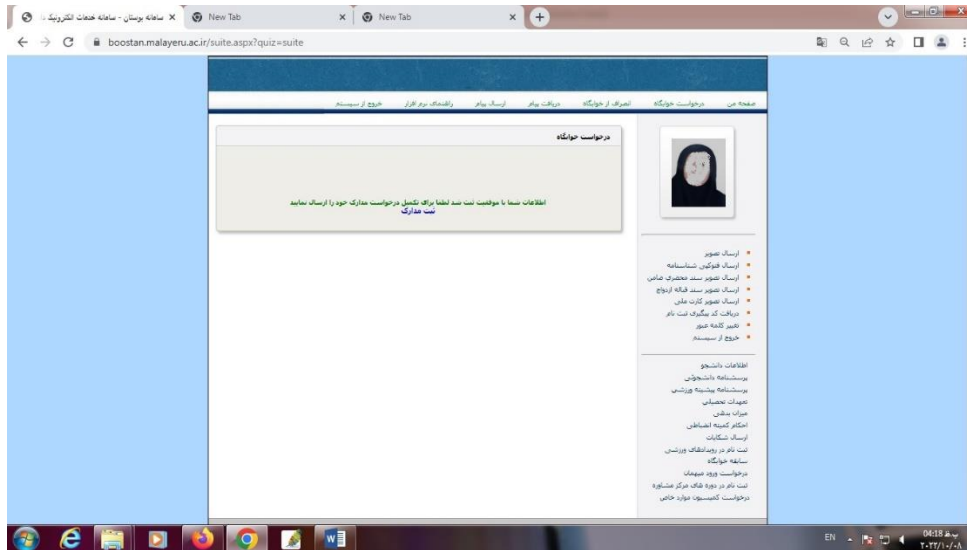 سامانه بوستان - سامانه خدمات الکترونیک
New Tab
New Tab
boostan.malayeru.ac.ir/suite.aspx?quiz=suite
صفحه من درخواست خوابگاه انصراف از خوابگاه دریافت پیام ارسال پیام راهنمای نرم افزار خروج از سیستم
درخواست خوابگاه
اطلاعات شما با موفقیت ثبت شد لطفا برای تکمیل درخواست مدارک خود را ارسال نمایید
ثبت مدارک
ارسال تصویر
ارسال فتوکپی شناسنامه
ارسال تصویر سند محضری ضامن
ارسال تصویر سند قباله ازدواج
ارسال تصویر کارت ملی
دریافت کد پیگیری ثبت نام
تغییر کلمه عبور
خروج از سیستم
اطلاعات دانشجو
پرسشنامه دانشجوئی
پرسشنامه پیشینه ورزشی
تعهدات تحصیلی
میزان بدهی
احکام کمیته انضباطی
ارسال شکایات
ثبت نام در رویدادهای ورزشی
سابقه خوابگاه
درخواست ورود میهمان
ثبت نام در دوره های مرکز مشاوره
درخواست کمیسیون موارد خاص
EN
04:18 ب.ظ
۲۰۲۲/۱۰/۰۸